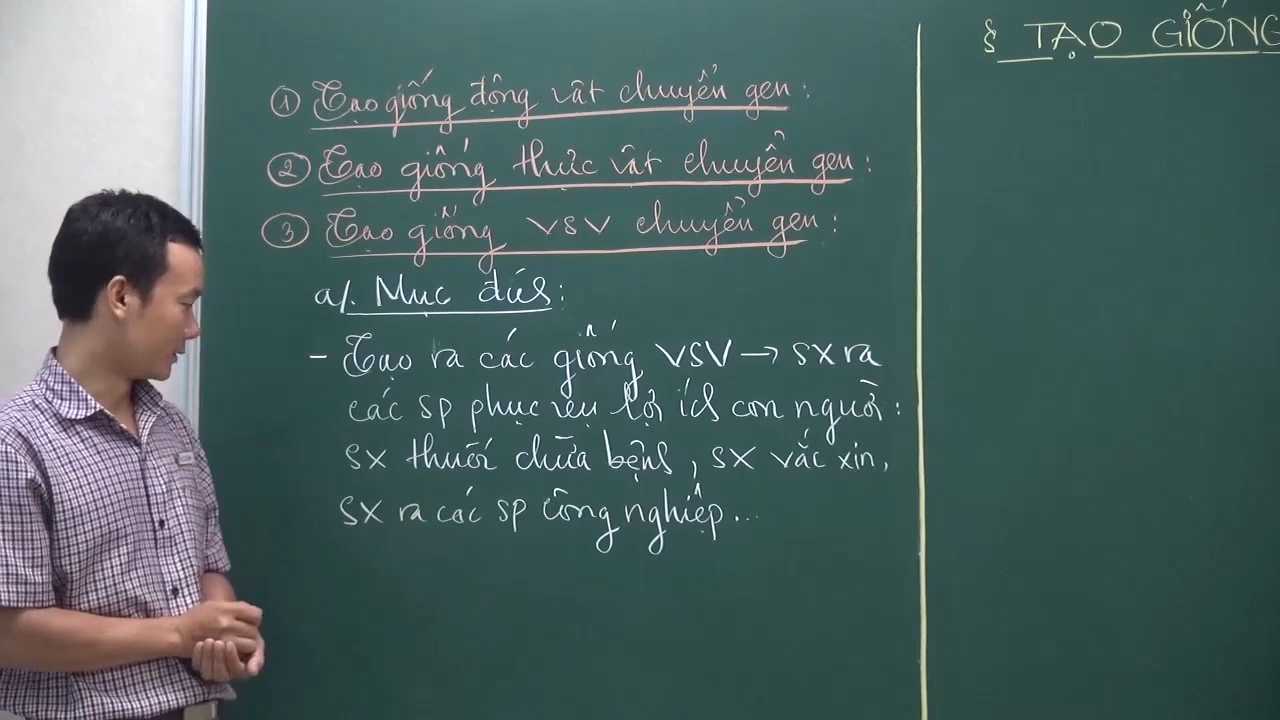 ① Tạo giống động vật chuyển gen :
② Tạo giống thực vật chuyển gen :
③ Tạo giống VSV chuyển gen :
a/. Mục đích :
- Tạo ra các giống VSV → SX ra
các sp phục vụ lợi ích con người :
SX thuốc chữa bệnh, SX vắc xin,
SX ra các sp công nghiệp...
§ TẠO GIỐNG